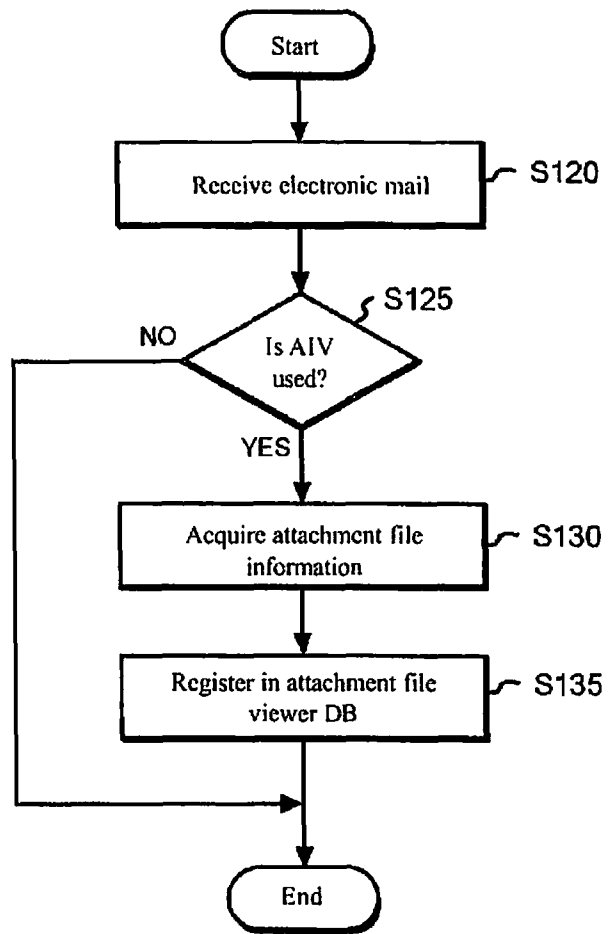 Start
Receive electronic mail
S120
S125
NO
Is AIV
used?
YES
Acquire attachment file
information
S130
Register in attachment file
viewer DB
S135
End